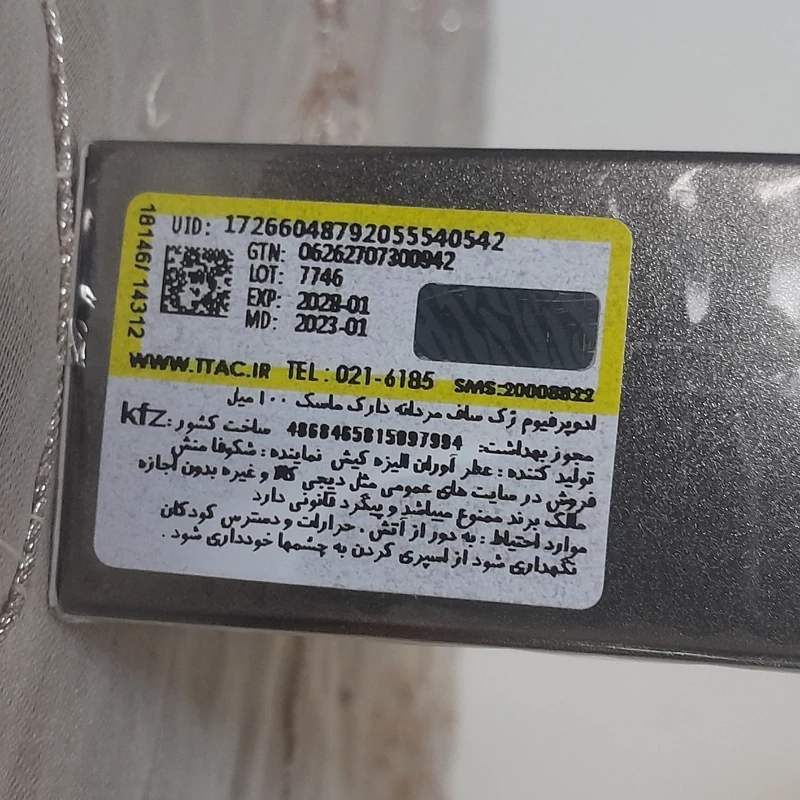 18146/14312
UID: 17266048792055540542
GTN: 06262707300942
LOT: 7746
EXP: 2028-01
MD: 2023-01
WWW.TTAC.IR TEL: 021-6185 SMS:20008822
ادوپرفیوم ژک ساف مردانه دارک ماسک ۱۰۰ میل
مجوز بهداشت: 4868465815097994 ساخت کشور: kfz
تولید کننده: عطر آوران الیزه کیش نماینده: شکوفا منش
فروش در سایت های عمومی مثل دیجی کالا و غیره بدون اجازه
مالک برند ممنوع میباشد و پیگرد قانونی دارد
موارد احتیاط: به دور از آتش، حرارات و دسترس کودکان
نگهداری شود از اسپری کردن به چشمها خودداری شود.